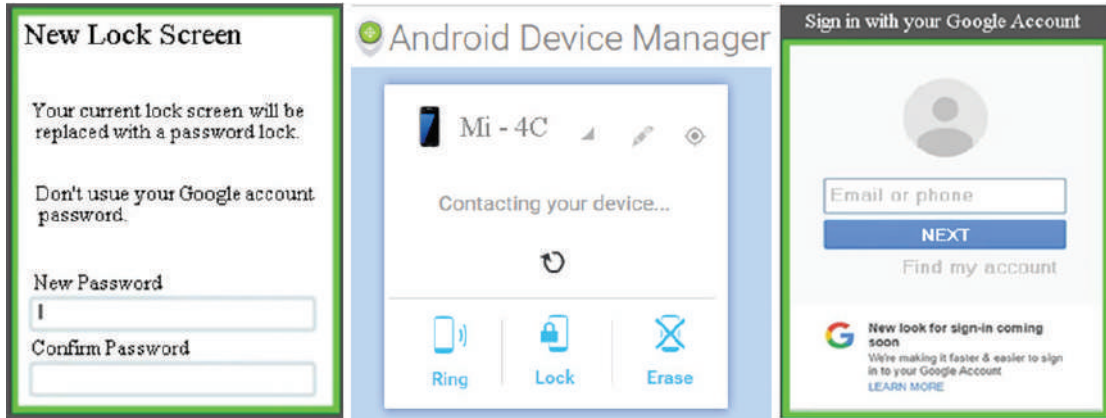 New Lock Screen
Your current lock screen will be
replaced with a password lock.
Don't usue your Google account
password.
New Password
Confirm Password
Android Device Manager
Mi - 4C
Contacting your device...
Ring
Lock
Erase
Sign in with your Google Account
Email or phone
NEXT
Find my account
New look for sign-in coming
soon
We're making it faster & easier to sign
in to your Google Account
LEARN MORE